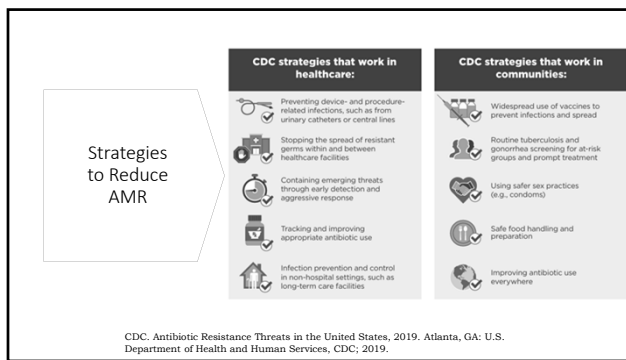 Strategies
to Reduce
AMR
CDC strategies that work in
healthcare:
Preventing device- and procedure-
related infections, such as from
urinary catheters or central lines
Stopping the spread of resistant
germs within and between
healthcare facilities
Containing emerging threats
through early detection and
aggressive response
Tracking and improving
appropriate antibiotic use
Infection prevention and control
in non-hospital settings, such as
long-term care facilities
CDC strategies that work in
communities:
Widespread use of vaccines to
prevent infections and spread
Routine tuberculosis and
gonorrhea screening for at-risk
groups and prompt treatment
Using safer sex practices
(e.g., condoms)
Safe food handling and
preparation
Improving antibiotic use
everywhere
CDC. Antibiotic Resistance Threats in the United States, 2019. Atlanta, GA: U.S.
Department of Health and Human Services, CDC; 2019.